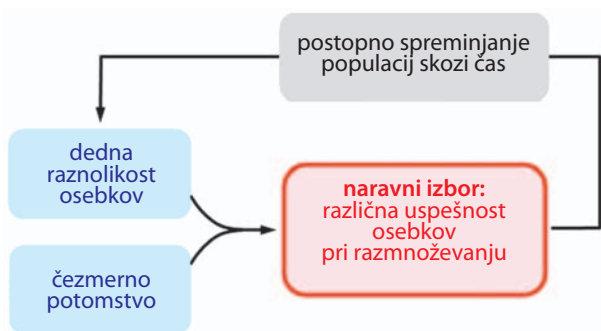 postopno spreminjanje
populacij skozi čas
dedna
raznolikost
osebkov
naravni izbor:
različna uspešnost
osebkov
pri razmnoževanju
čezmerno
potomstvo